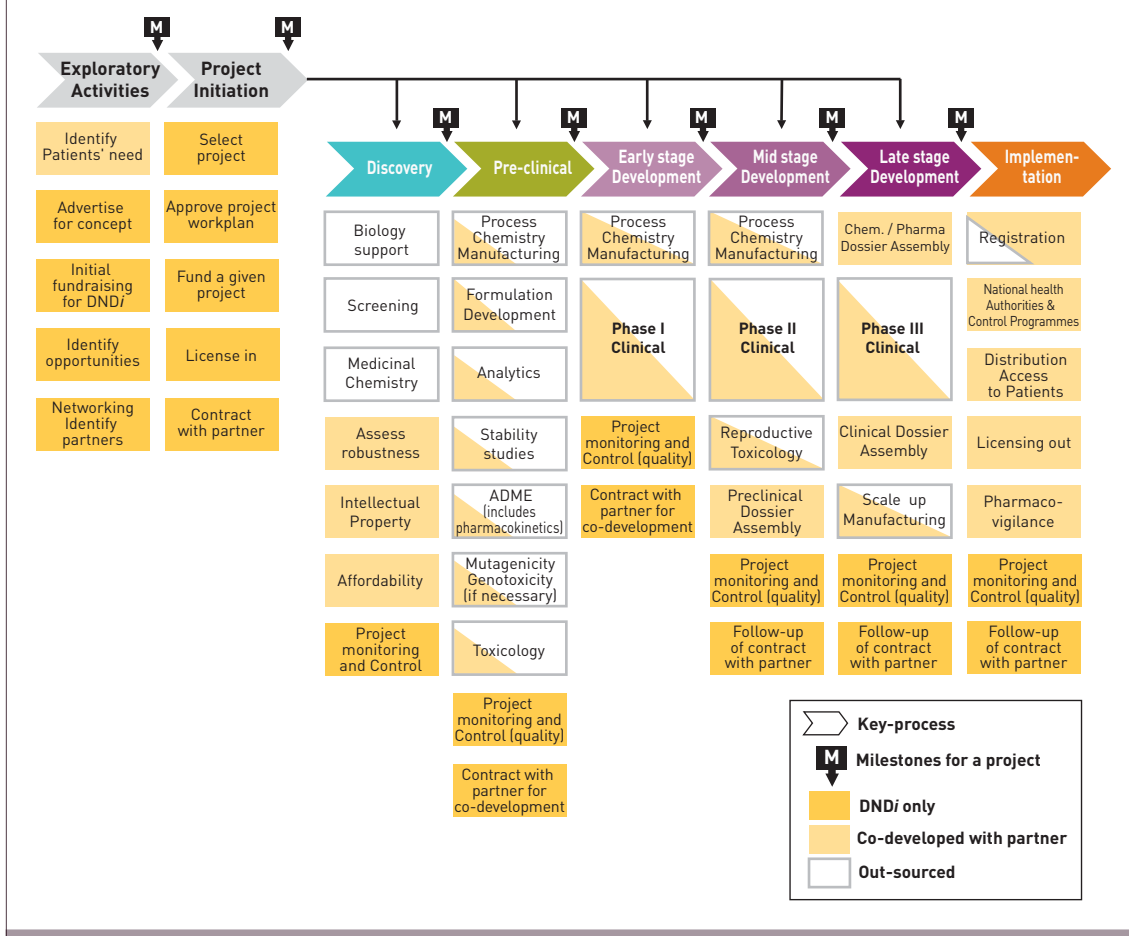 M
M
Exploratory
Activities
Project
Initiation
M
M
M
M
M
Discovery
Pre-clinical
Early stage
Development
Mid stage
Development
Late stage
Development
Implemen-
tation
Identify
Patients' need
Advertise
for concept
Initial
fundraising
for DNDi
Identify
opportunities
Networking
Identify
partners
Select
project
Approve project
workplan
Fund a given
project
License in
Contract
with partner
Biology
support
Screening
Medicinal
Chemistry
Assess
robustness
Intellectual
Property
Affordability
Project
monitoring
and Control
Process
Chemistry
Manufacturing
Formulation
Development
Analytics
Stability
studies
ADME
(includes
pharmacokinetics)
Mutagenicity
Genotoxicity
(if necessary)
Toxicology
Project
monitoring and
Control (quality)
Contract with
partner for
co-development
Process
Chemistry
Manufacturing
Phase I
Clinical
Project
monitoring and
Control (quality)
Contract with
partner for
co-development
Process
Chemistry
Manufacturing
Phase II
Clinical
Reproductive
Toxicology
Preclinical
Dossier
Assembly
Project
monitoring and
Control (quality)
Follow-up
of contract
with partner
Chem. / Pharma
Dossier Assembly
Phase III
Clinical
Clinical Dossier
Assembly
Scale up
Manufacturing
Project
monitoring and
Control (quality)
Follow-up
of contract
with partner
Registration
National health
Authorities &
Control Programmes
Distribution
Access
to Patients
Licensing out
Pharmaco-
vigilance
Project
monitoring and
Control (quality)
Follow-up
of contract
with partner
Key-process
M
Milestones for a project
DNDi only
Co-developed with partner
Out-sourced